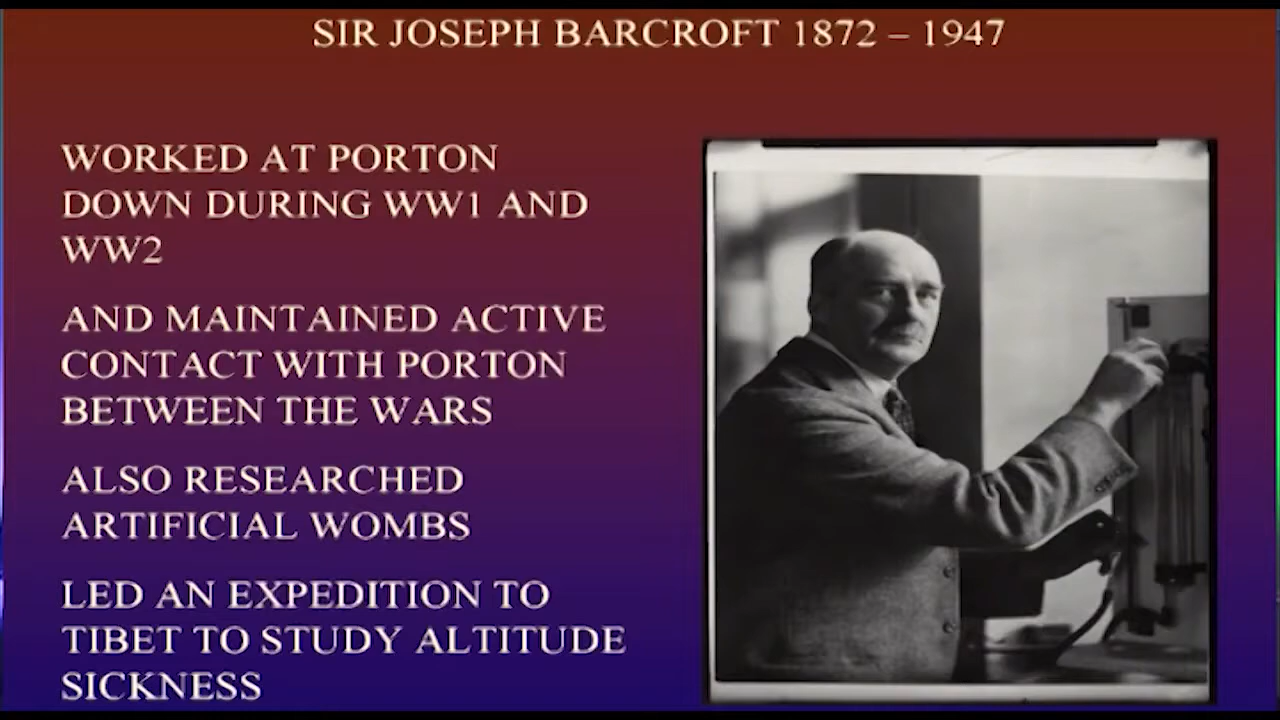 SIR JOSEPH BARCROFT 1872 – 1947
WORKED AT PORTON
DOWN DURING WW1 AND
WW2
AND MAINTAINED ACTIVE
CONTACT WITH PORTON
BETWEEN THE WARS
ALSO RESEARCHED
ARTIFICIAL WOMBS
LED AN EXPEDITION TO
TIBET TO STUDY ALTITUDE
SICKNESS